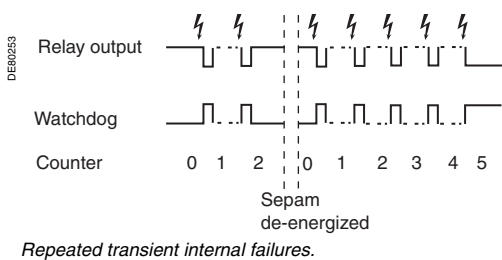 DE80253
Relay output
Watchdog
Counter 0 1 2 0 1 2 3 4 5
Sepam
de-energized
Repeated transient internal failures.